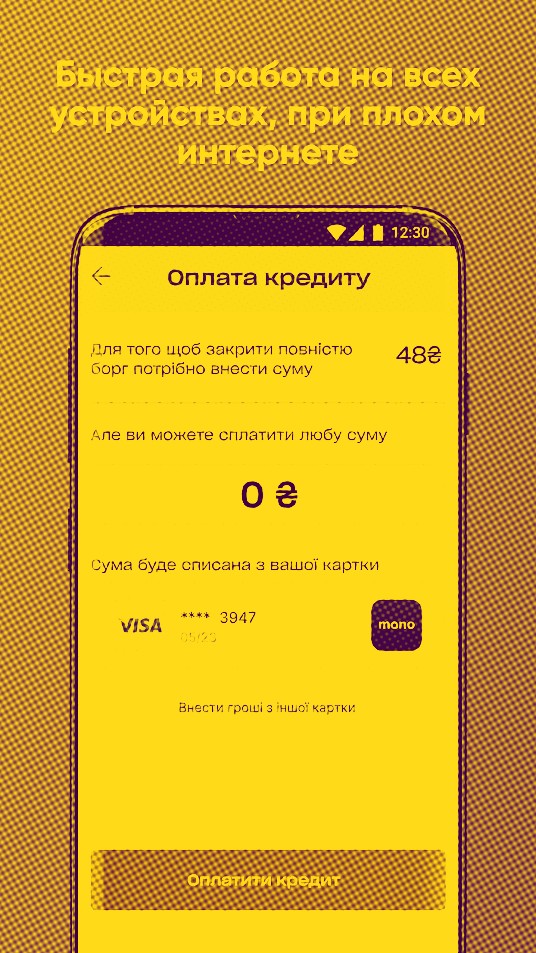 Быстрая работа на всех
устройствах, при плохом
интернете
12:30
Оплата кредиту
Для того щоб закрити повністю
борг потрібно внести суму
48₴
Але ви можете сплатити любу суму
0 ₴
Сума буде списана з вашої картки
VISA
**** 3947
05/23
mono
Внести гроші з іншої картки
Оплатити кредит